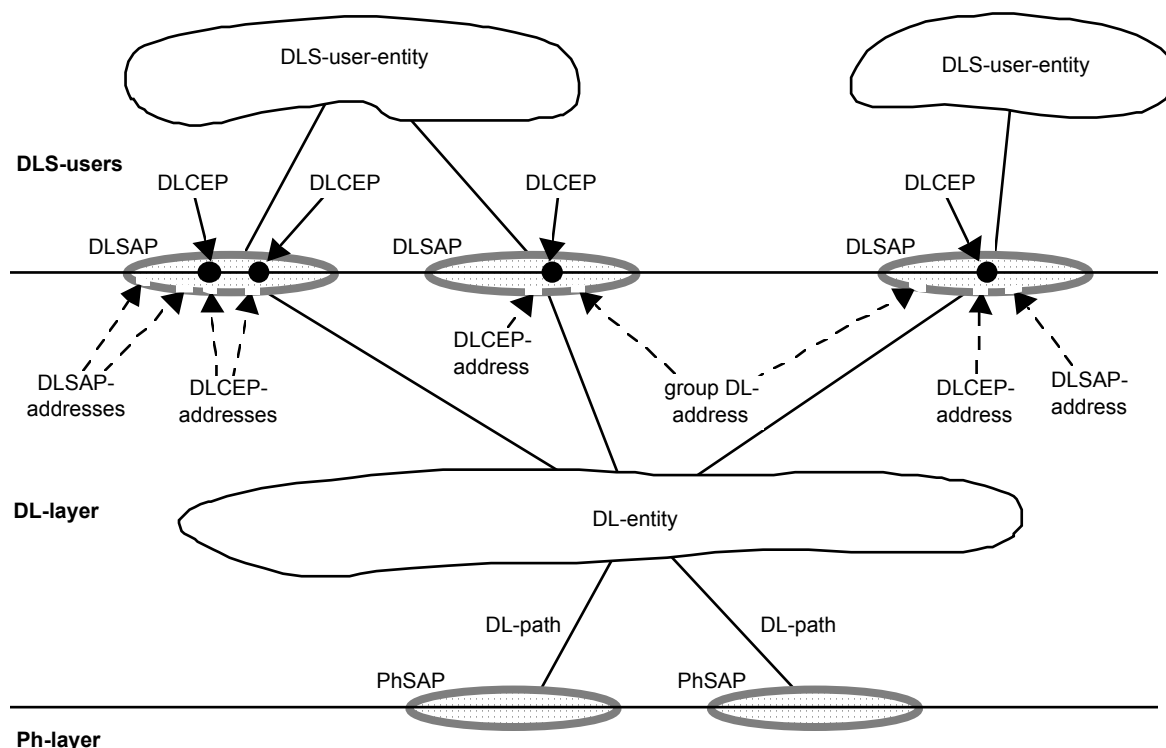 DLS-user-entity
DLS-user-entity
DLS-users
DLCEP
DLCEP
DLCEP
DLCEP
DLSAP
DLSAP
DLSAP
DLCEP-
address
DLSAP-
addresses
DLCEP-
addresses
group DL-
address
DLCEP-
address
DLSAP-
address
DL-layer
DL-entity
DL-path
DL-path
PhSAP
PhSAP
Ph-layer